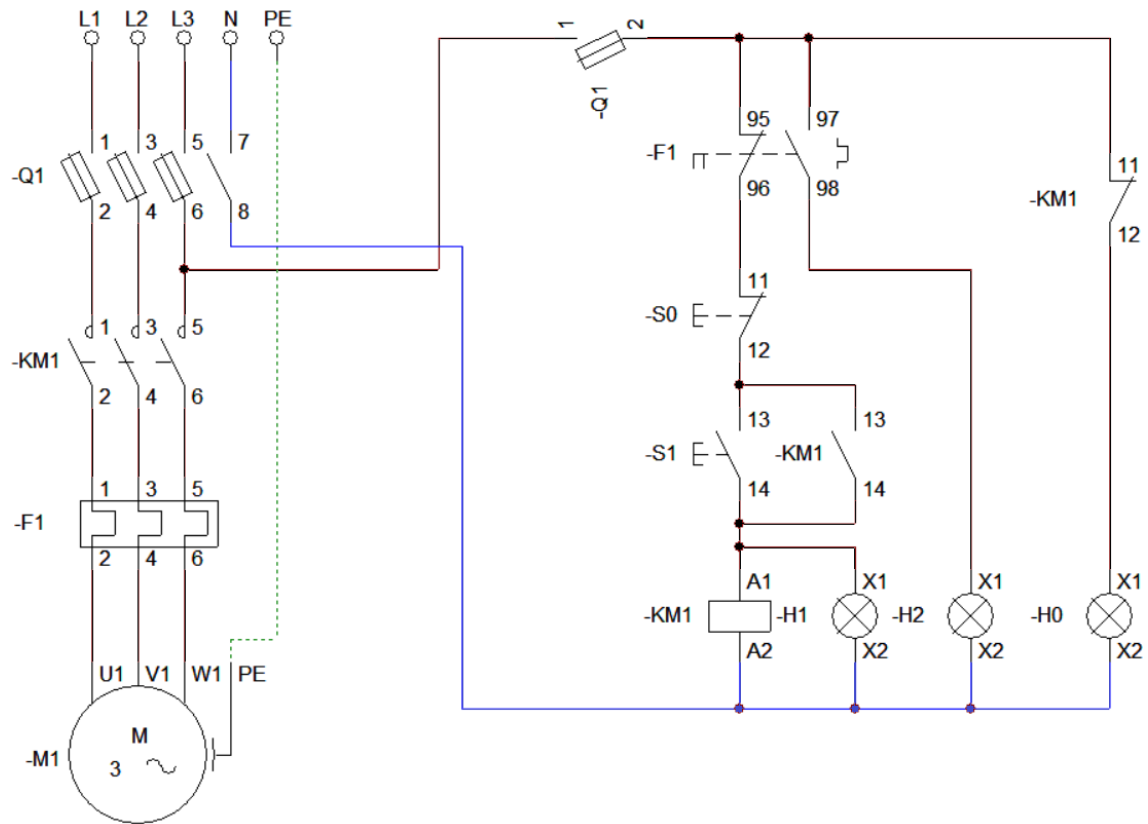 L1 L2 L3 N PE
1 2
-Q1
1 3 5 7
-Q1
2 4 6 8
95 97
-F1
96 98
11
-KM1
12
11
-S0
12
1 3 5
-KM1
2 4 6
13 13
-S1 -KM1
14 14
1 3 5
-F1
2 4 6
A1 X1 X1 X1
-KM1 -H1 -H2 -H0
A2 X2 X2 X2
U1 V1 W1 PE
M
-M1
3